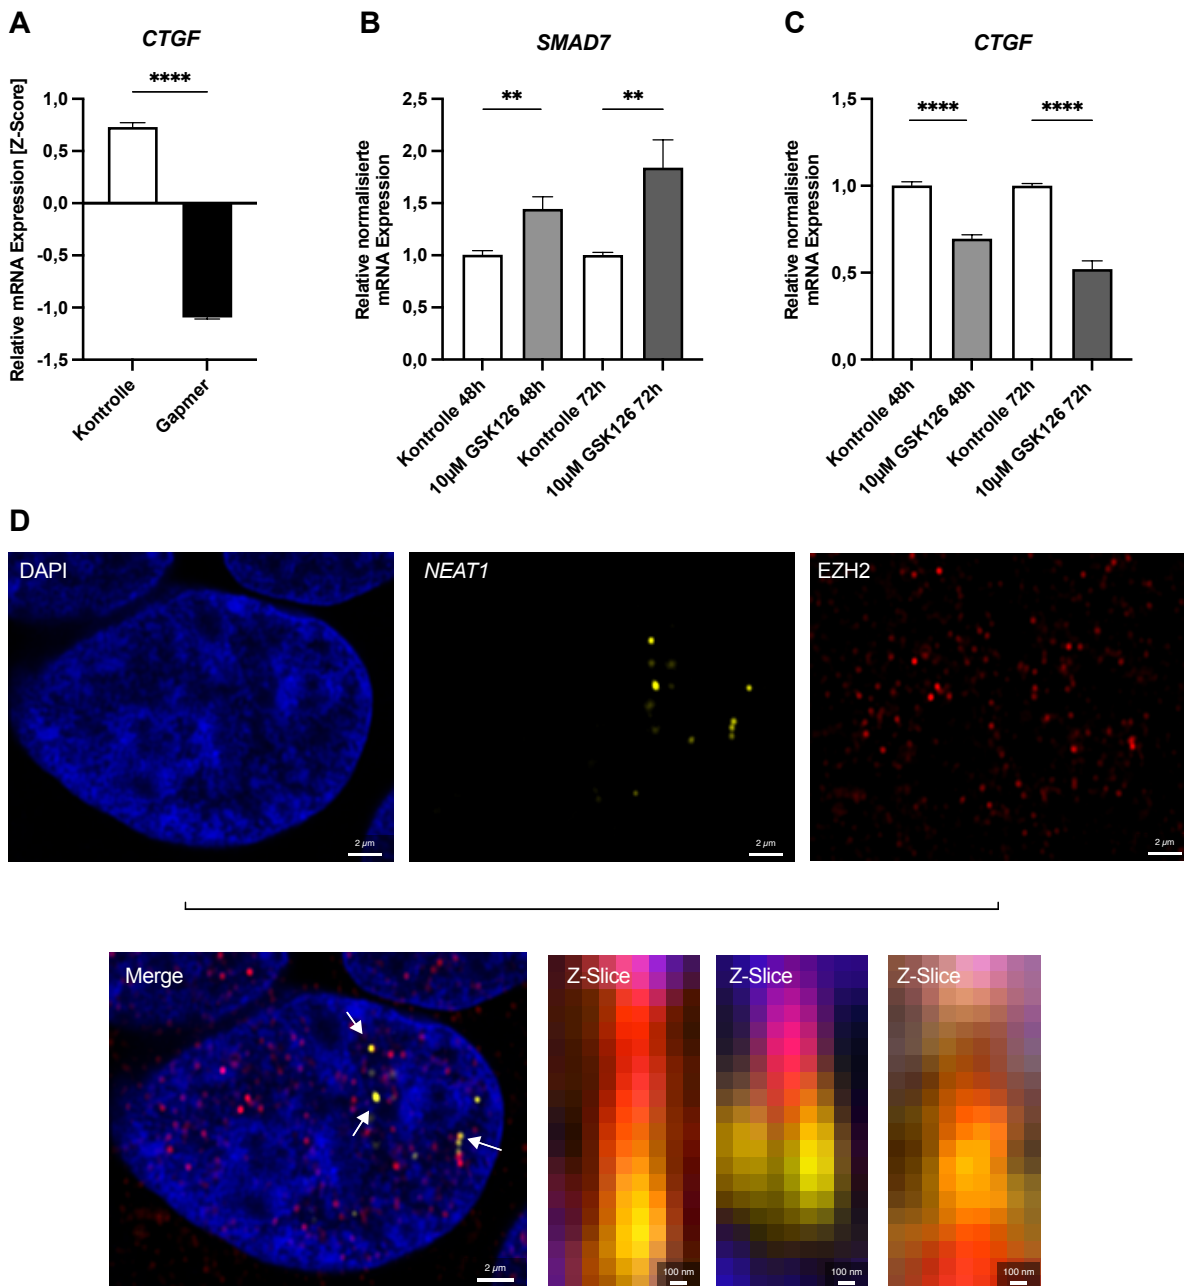 A
CTGF
Relative mRNA Expression [Z-Score]
****
1,0
0,5
0,0
-0,5
-1,0
-1,5
Kontrolle
Gapmer
B
SMAD7
Relative normalisierte
mRNA Expression
**
**
2,5
2,0
1,5
1,0
0,5
0,0
Kontrolle 48h
10µM GSK126 48h
Kontrolle 72h
10µM GSK126 72h
C
CTGF
Relative normalisierte
mRNA Expression
****
****
1,5
1,0
0,5
0,0
Kontrolle 48h
10µM GSK126 48h
Kontrolle 72h
10µM GSK126 72h
D
DAPI
2 µm
NEAT1
2 µm
EZH2
2 µm
Merge
2 µm
Z-Slice
100 nm
Z-Slice
100 nm
Z-Slice
100 nm